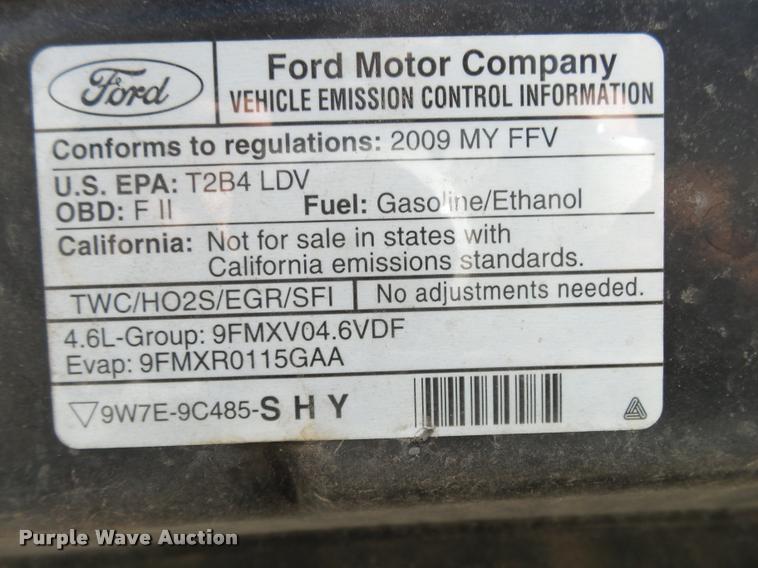 Ford
Ford Motor Company
VEHICLE EMISSION CONTROL INFORMATION
Conforms to regulations: 2009 MY FFV
U.S. EPA: T2B4 LDV
OBD: F II Fuel: Gasoline/Ethanol
California: Not for sale in states with
California emissions standards.
TWC/HO2S/EGR/SFI No adjustments needed.
4.6L-Group: 9FMXV04.6VDF
Evap: 9FMXR0115GAA
9W7E-9C485-SHY
Purple Wave Auction